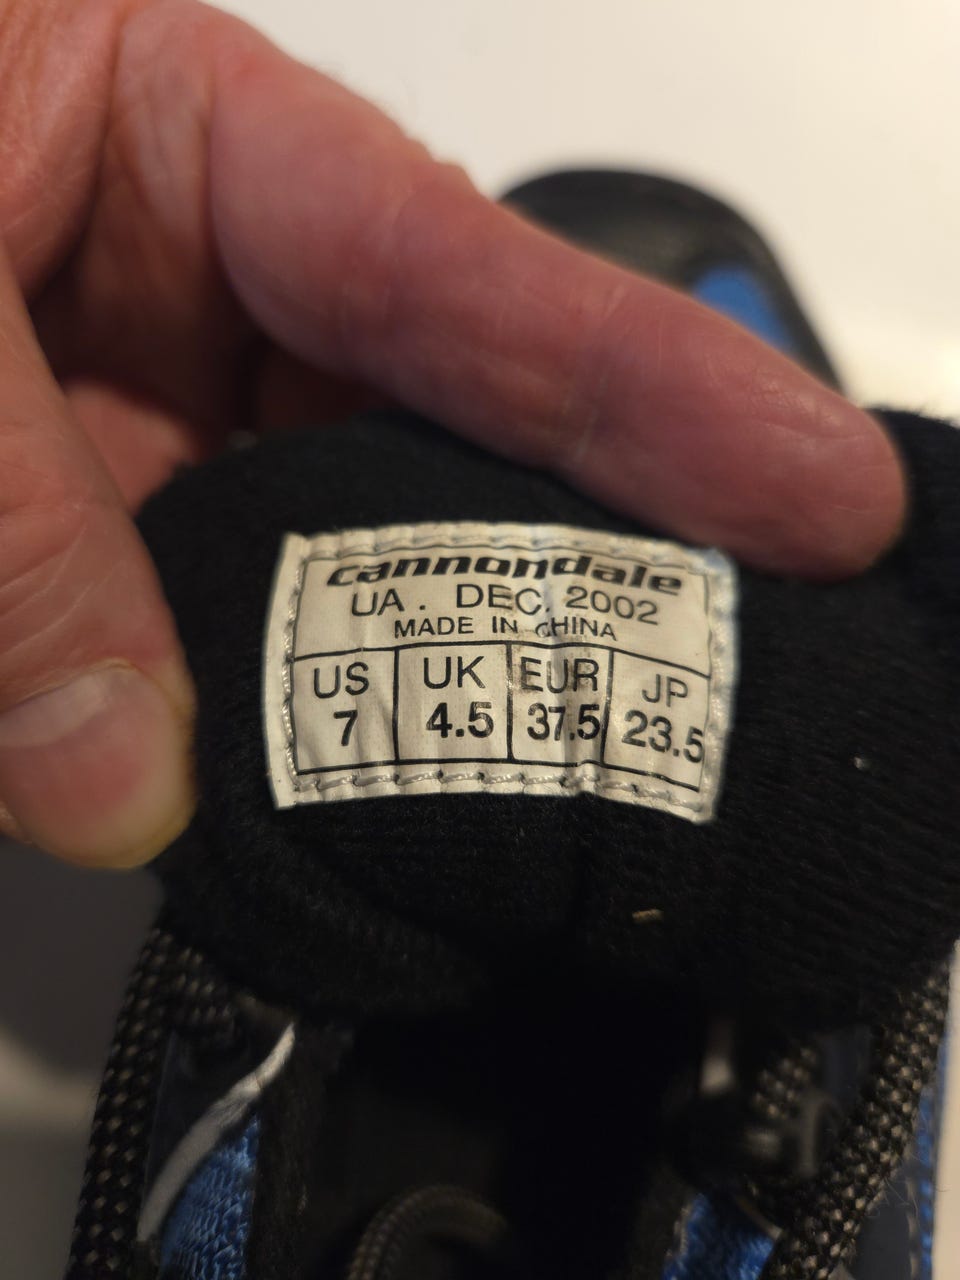 cannondale
UA. DEC. 2002
MADE IN CHINA
US UK EUR JP
7 4.5 37.5 23.5